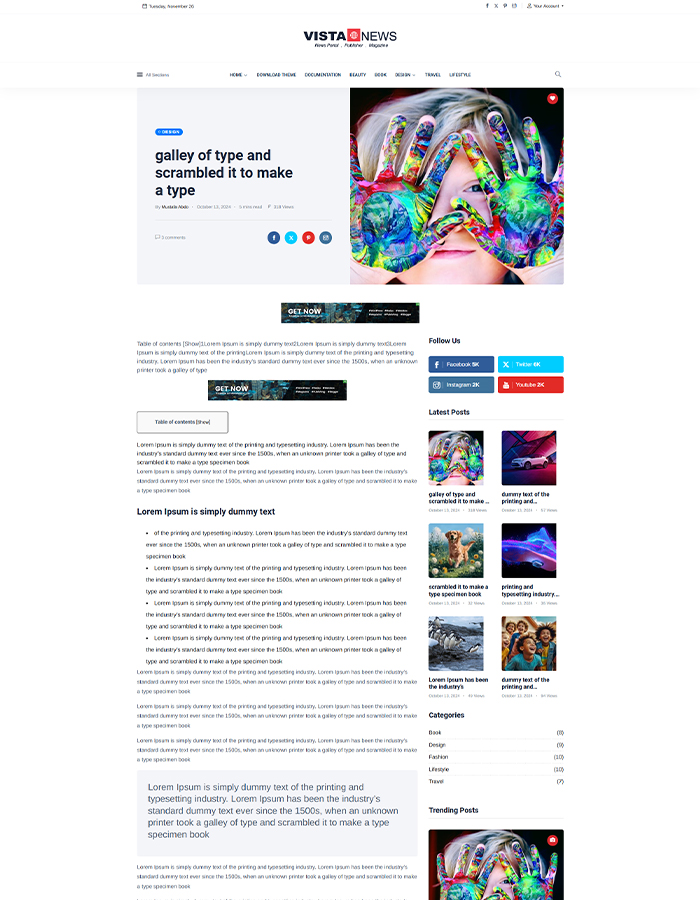 Tuesday, November 26
Your Account
VISTA NEWS
News Portal . Publisher . Magazine
All Sections
HOME
DOWNLOAD THEME
DOCUMENTATION
BEAUTY
BOOK
DESIGN
TRAVEL
LIFESTYLE
DESIGN
galley of type and
scrambled it to make
a type
By Mustafa Abdo
October 13, 2024
5 mins read
318 Views
0 comments
GET NOW
Table of contents [Show]1Lorem Ipsum is simply dummy text2Lorem Ipsum is simply dummy text3Lorem
Ipsum is simply dummy text of the printingLorem Ipsum is simply dummy text of the printing and typesetting
industry. Lorem Ipsum has been the industry's standard dummy text ever since the 1500s, when an unknown
printer took a galley of type
GET NOW
Table of contents [Show]
Lorem Ipsum is simply dummy text of the printing and typesetting industry. Lorem Ipsum has been the
industry's standard dummy text ever since the 1500s, when an unknown printer took a galley of type and
scrambled it to make a type specimen book
Lorem Ipsum is simply dummy text of the printing and typesetting industry. Lorem Ipsum has been the industry's
standard dummy text ever since the 1500s, when an unknown printer took a galley of type and scrambled it to make
a type specimen book
Lorem Ipsum is simply dummy text
• of the printing and typesetting industry. Lorem Ipsum has been the industry's standard dummy text
ever since the 1500s, when an unknown printer took a galley of type and scrambled it to make a type
specimen book
• Lorem Ipsum is simply dummy text of the printing and typesetting industry. Lorem Ipsum has been
the industry's standard dummy text ever since the 1500s, when an unknown printer took a galley of
type and scrambled it to make a type specimen book
• Lorem Ipsum is simply dummy text of the printing and typesetting industry. Lorem Ipsum has been
the industry's standard dummy text ever since the 1500s, when an unknown printer took a galley of
type and scrambled it to make a type specimen book
• Lorem Ipsum is simply dummy text of the printing and typesetting industry. Lorem Ipsum has been
the industry's standard dummy text ever since the 1500s, when an unknown printer took a galley of
type and scrambled it to make a type specimen book
Lorem Ipsum is simply dummy text of the printing and typesetting industry. Lorem Ipsum has been the industry's
standard dummy text ever since the 1500s, when an unknown printer took a galley of type and scrambled it to make
a type specimen book
Lorem Ipsum is simply dummy text of the printing and typesetting industry. Lorem Ipsum has been the industry's
standard dummy text ever since the 1500s, when an unknown printer took a galley of type and scrambled it to make
a type specimen book
Lorem Ipsum is simply dummy text of the printing and typesetting industry. Lorem Ipsum has been the industry's
standard dummy text ever since the 1500s, when an unknown printer took a galley of type and scrambled it to make
a type specimen book
Lorem Ipsum is simply dummy text of the printing and
typesetting industry. Lorem Ipsum has been the industry's
standard dummy text ever since the 1500s, when an unknown
printer took a galley of type and scrambled it to make a type
specimen book
Lorem Ipsum is simply dummy text of the printing and typesetting industry. Lorem Ipsum has been the industry's
standard dummy text ever since the 1500s, when an unknown printer took a galley of type and scrambled it to make
a type specimen book
Follow Us
Facebook 5K
Twitter 6K
Instagram 2K
Youtube 2K
Latest Posts
galley of type and
scrambled it to make ...
October 13, 2024
318 Views
dummy text of the
printing and...
October 13, 2024
scrambled it to make a
type specimen book
October 13, 2024
printing and
typesetting industry,...
October 13, 2024
Lorem Ipsum has been
the industry's
October 13, 2024
dummy text of the
printing and...
October 13, 2024
Categories
Book (8)
Design (9)
Fashion (10)
Lifestyle (10)
Travel (7)
Trending Posts